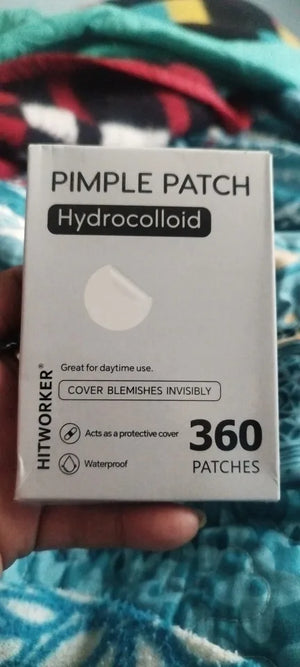 PIMPLE PATCH
Hydrocolloid
Great for daytime use.
COVER BLEMISHES INVISIBLY
HITWORKER®
Acts as a protective cover
Waterproof
360
PATCHES